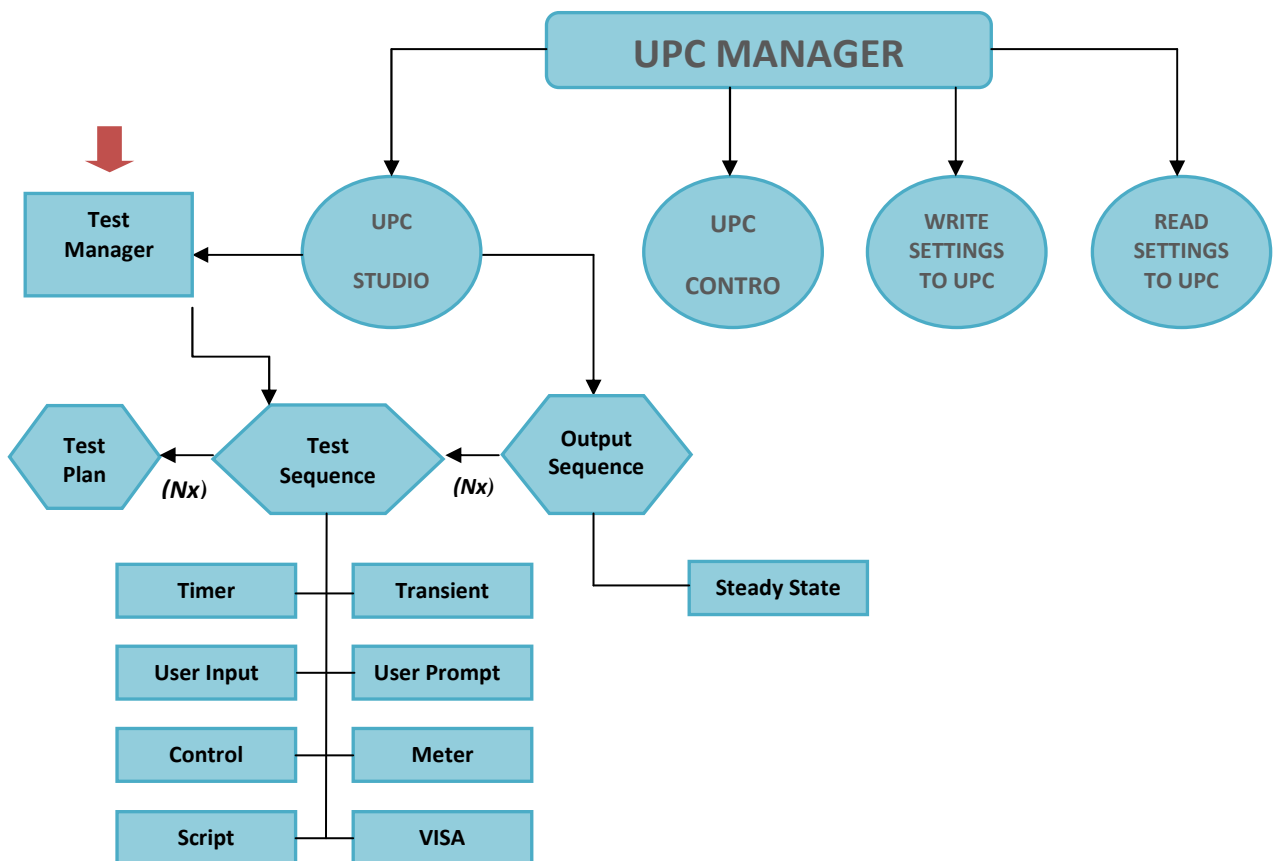 UPC MANAGER
Test
Manager
UPC
STUDIO
UPC
CONTRO
WRITE
SETTINGS
TO UPC
READ
SETTINGS
TO UPC
Test
Plan
(Nx)
Test
Sequence
(Nx)
Output
Sequence
Timer
Transient
Steady State
User Input
User Prompt
Control
Meter
Script
VISA